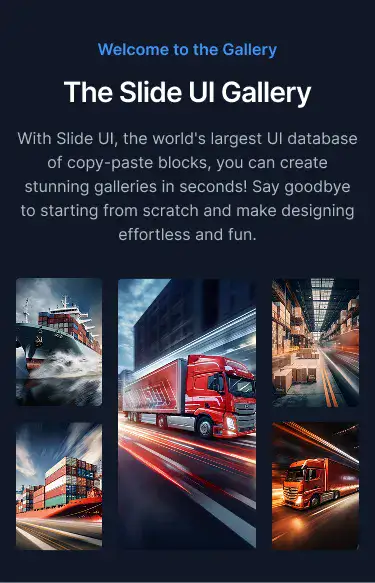 Welcome to the Gallery
The Slide UI Gallery
With Slide UI, the world's largest UI database
of copy-paste blocks, you can create
stunning galleries in seconds! Say goodbye
to starting from scratch and make designing
effortless and fun.